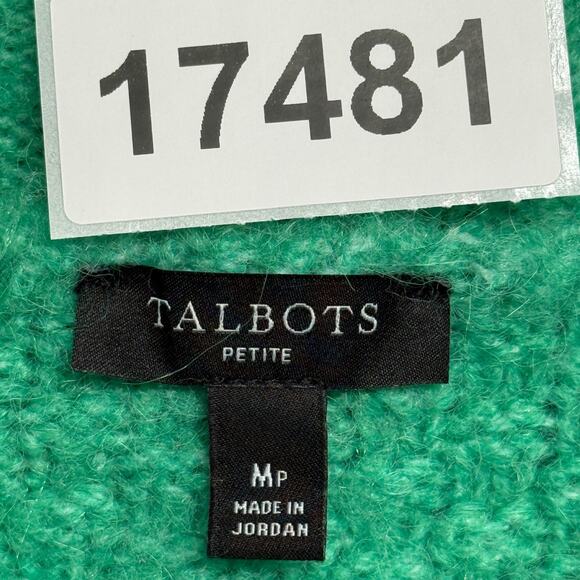 17481
TALBOTS
PETITE
MP
MADE IN
JORDAN